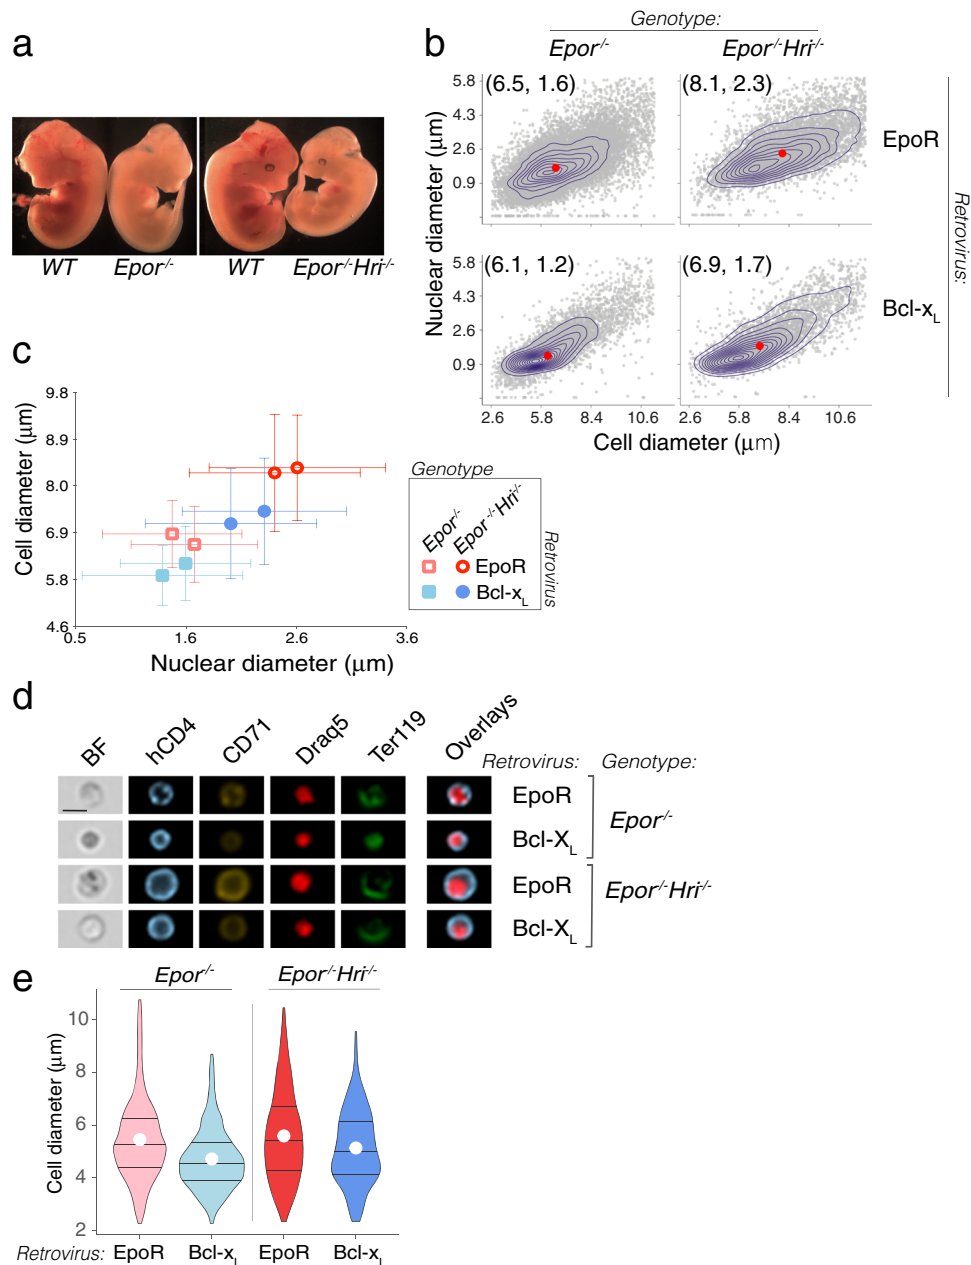 a
WT
Epor-/-
WT
Epor-/-Hri-/-
b
Genotype:
Epor-/-
Epor-/-Hri-/-
Nuclear diameter (μm)
5.8
4.3
2.6
0.9
(6.5, 1.6)
(8.1, 2.3)
EpoR
5.8
4.3
2.6
0.9
(6.1, 1.2)
(6.9, 1.7)
Bcl-xL
Retrovirus:
2.6 5.6 8.4 10.6
2.6 5.8 8.4 10.6
Cell diameter (μm)
c
Cell diameter (μm)
9.8
8.9
8.0
6.9
5.8
4.6
0.5 1.6 2.6 3.6
Nuclear diameter (μm)
Genotype
Epor-/-
Epor-/-Hri-/-
EpoR
Bcl-xL
Retrovirus
d
BF hCD4 CD71 Draq5 Ter119 Overlays
Retrovirus: Genotype:
EpoR
Bcl-XL
Epor-/-
EpoR
Bcl-XL
Epor-/-Hri-/-
e
Epor-/-
Epor-/-Hri-/-
Cell diameter (μm)
10
8
6
4
2
Retrovirus: EpoR Bcl-xL EpoR Bcl-xL